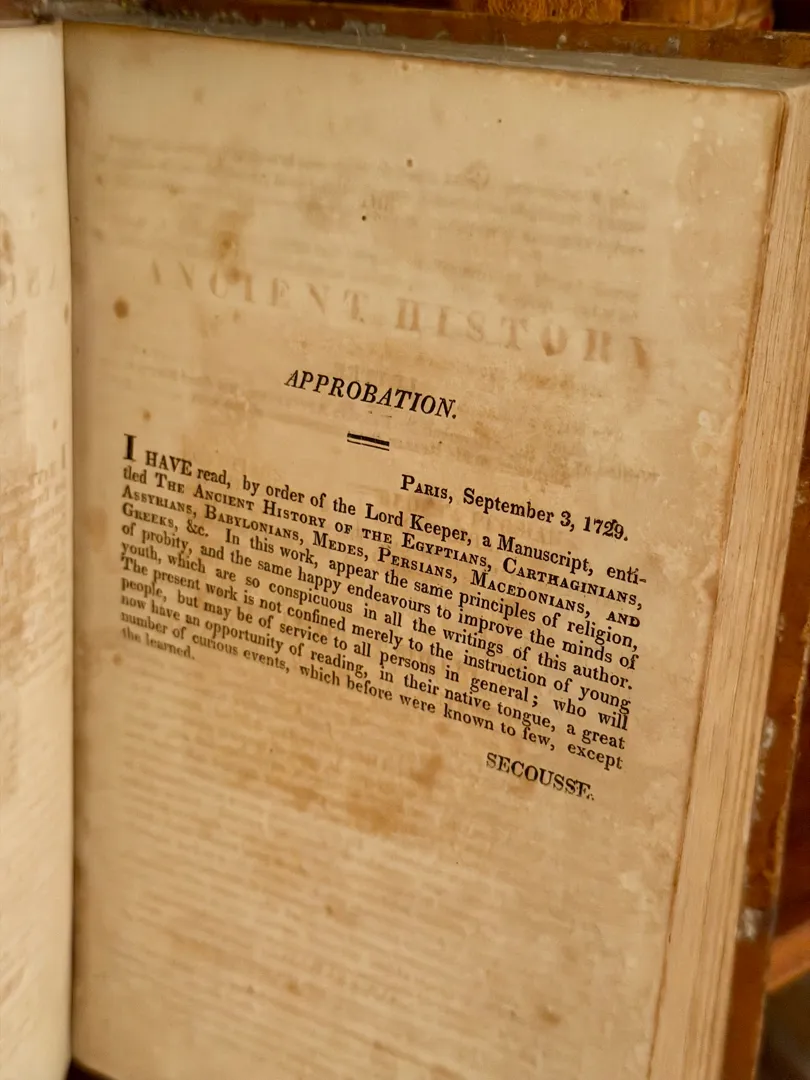 ANCIENT HISTORY
APPROBATION.
PARIS, September 3, 1729.
I HAVE read, by order of the Lord Keeper, a Manuscript, enti-
tled THE ANCIENT HISTORY OF THE EGYPTIANS, CARTHAGINIANS,
ASSYRIANS, BABYLONIANS, MEDES, PERSIANS, MACEDONIANS, AND
GREEKS, &c. In this work, appear the same principles of religion,
of probity, and the same happy endeavours to improve the minds of
youth, which are so conspicuous in all the writings of this author.
The present work is not confined merely to the instruction of young
people, but may be of service to all persons in general; who will
now have an opportunity of reading, in their native tongue, a great
number of curious events, which before were known to few, except
the learned.
SECOUSSE.